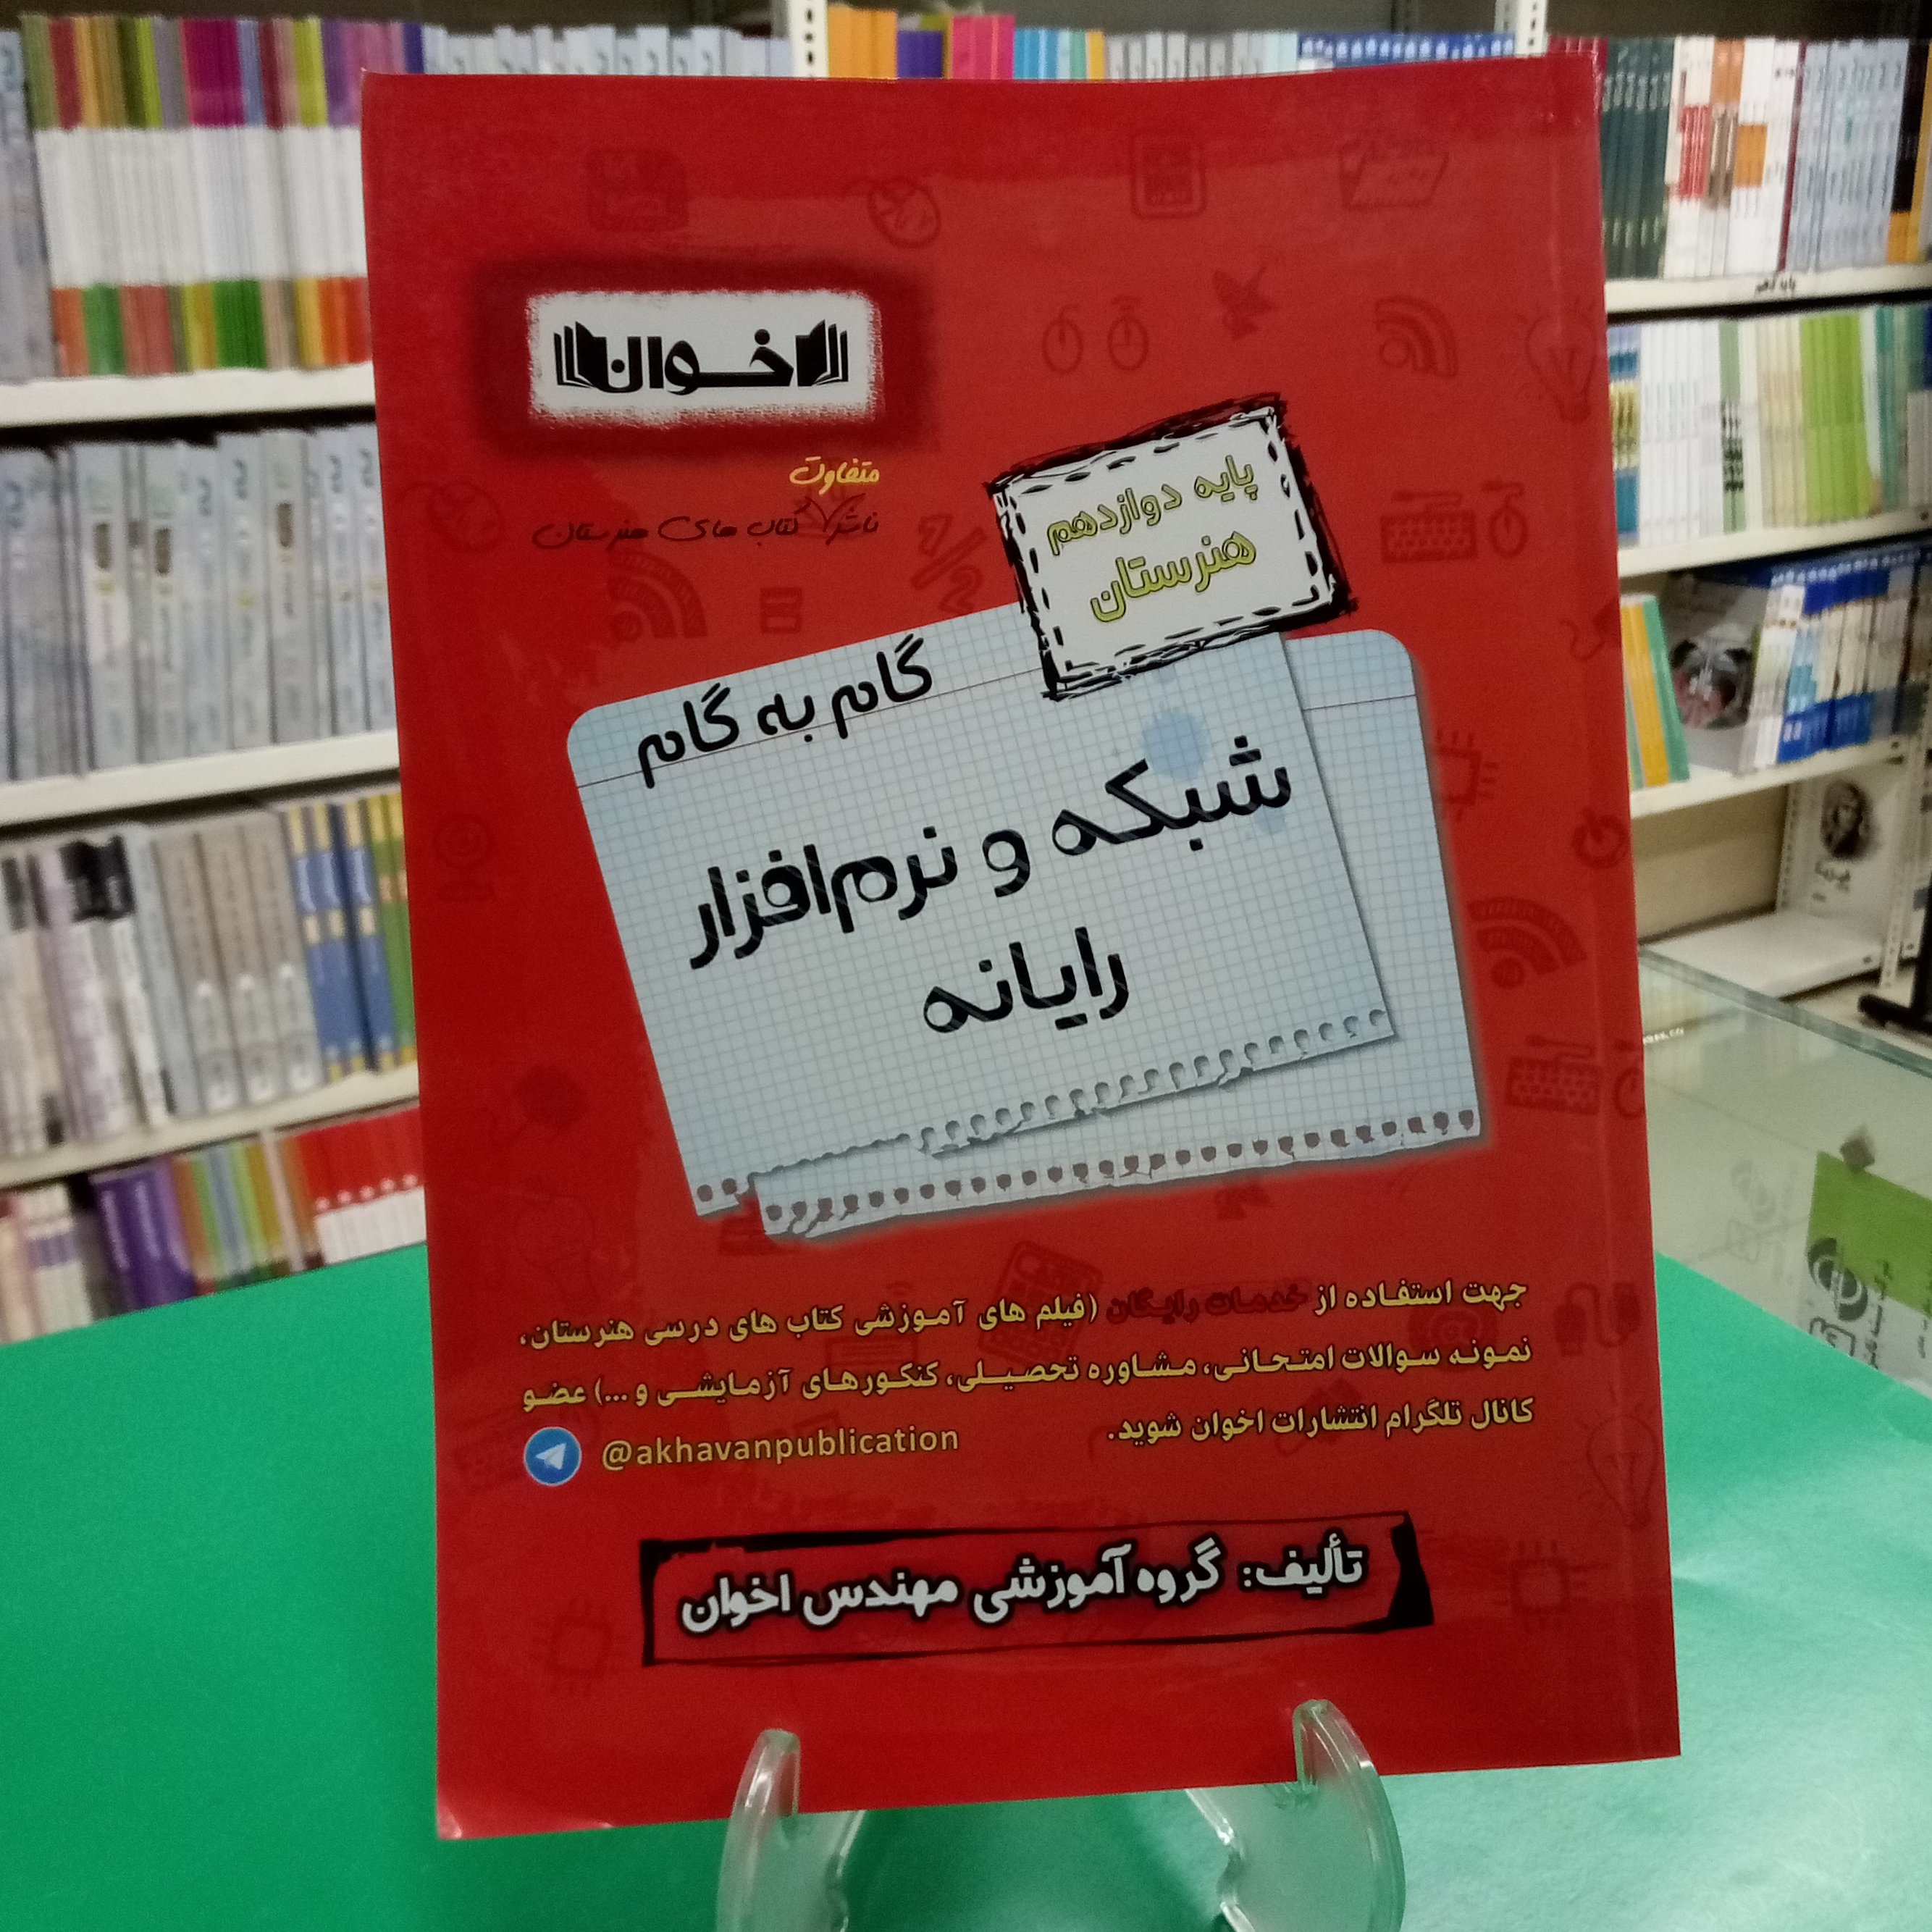 اخوان
متفاوت
ناشر کتاب های هنرستان
پایه دوازدهم
هنرستان
گام به گام
شبکه و نرم‌افزار
رایانه
جهت استفاده از خدمات رایگان (فیلم های آموزشی کتاب های درسی هنرستان،
نمونه سوالات امتحانی، مشاوره تحصیلی، کنکورهای آزمایشی و ...) عضو
کانال تلگرام انتشارات اخوان شوید.
@akhavanpublication
تألیف: گروه آموزشی مهندس اخوان